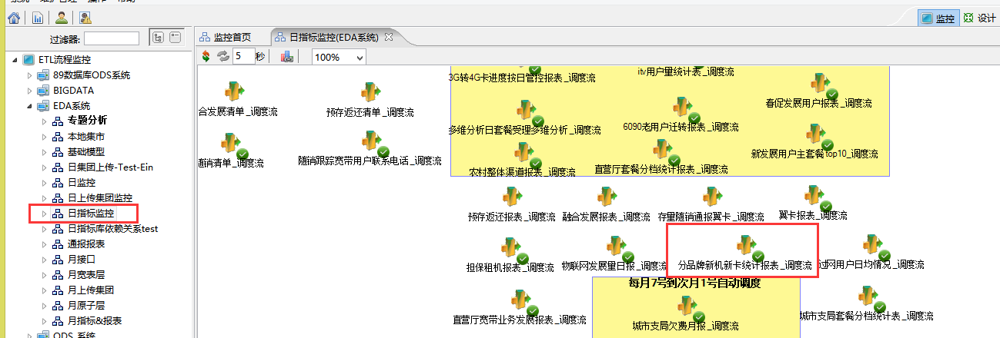 监控
设计
过滤器:
监控首页
日指标监控(EDA系统)
5 秒
100%
ETL流程监控
89数据库ODS系统
BIGDATA
EDA系统
专题分析
本地集市
基础模型
日集团上传-Test-Ein
日监控
日上传集团监控
日指标监控
日指标库依赖关系test
通报报表
月接口
月宽表层
月上传集团
月原子层
月指标&报表
ODS 系统
3G转4G卡进度按日管控报表_调度流
itv用户量统计表_调度流
春促发展用户报表_调度流
合发展清单_调度流
预存返还清单_调度流
多维分析日套餐受理多维分析_调度流
6090老用户迁转报表_调度流
新发展用户主套餐top10_调度流
随销清单_调度流
随销跟踪宽带用户联系电话_调度流
农村整体渠道报表_调度流
直营厅套餐分档统计报表_调度流
预存返还报表_调度流
融合发展报表_调度流
存量随销通报翼卡_调度流
翼卡报表_调度流
担保租机报表_调度流
物联网发展量日报_调度流
分品牌新机新卡统计报表_调度流
过网用户日均情况_调度流
每月7号到次月1号自动调度
直营厅宽带业务发展报表_调度流
城市支局欠费月报_调度流
城市支局套餐分档统计表_调度流